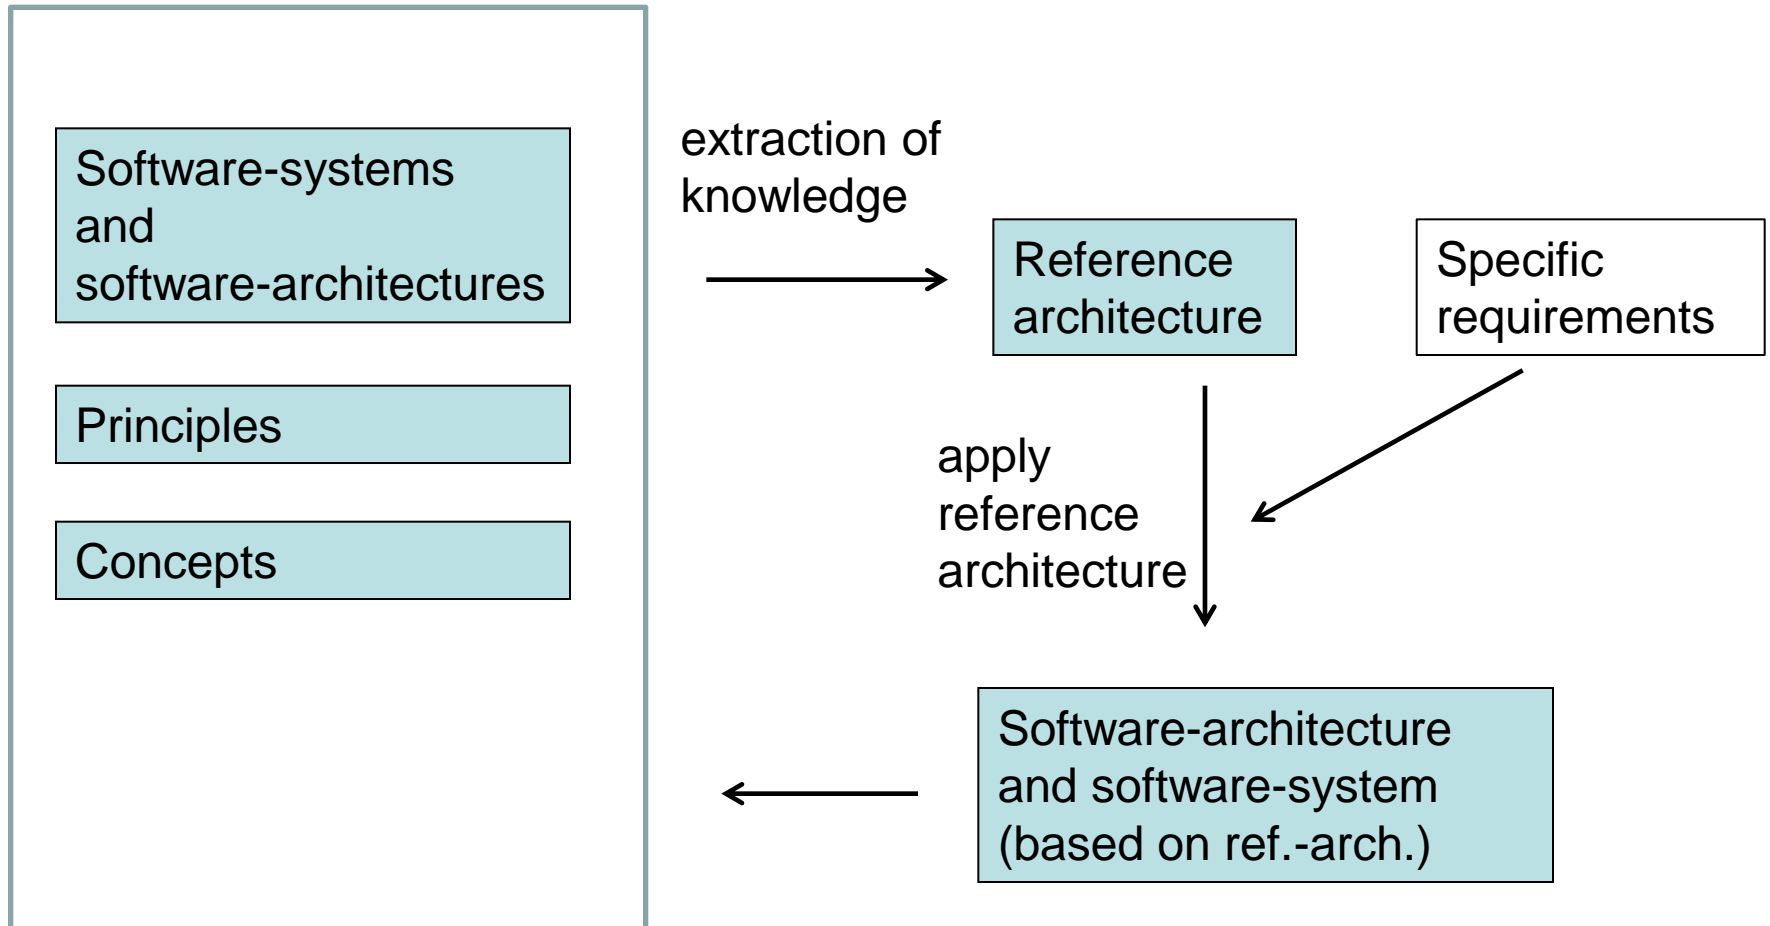 Software-systems
and
software-architectures
Principles
Concepts
extraction of
knowledge
Reference
architecture
Specific
requirements
apply
reference
architecture
Software-architecture
and software-system
(based on ref.-arch.)